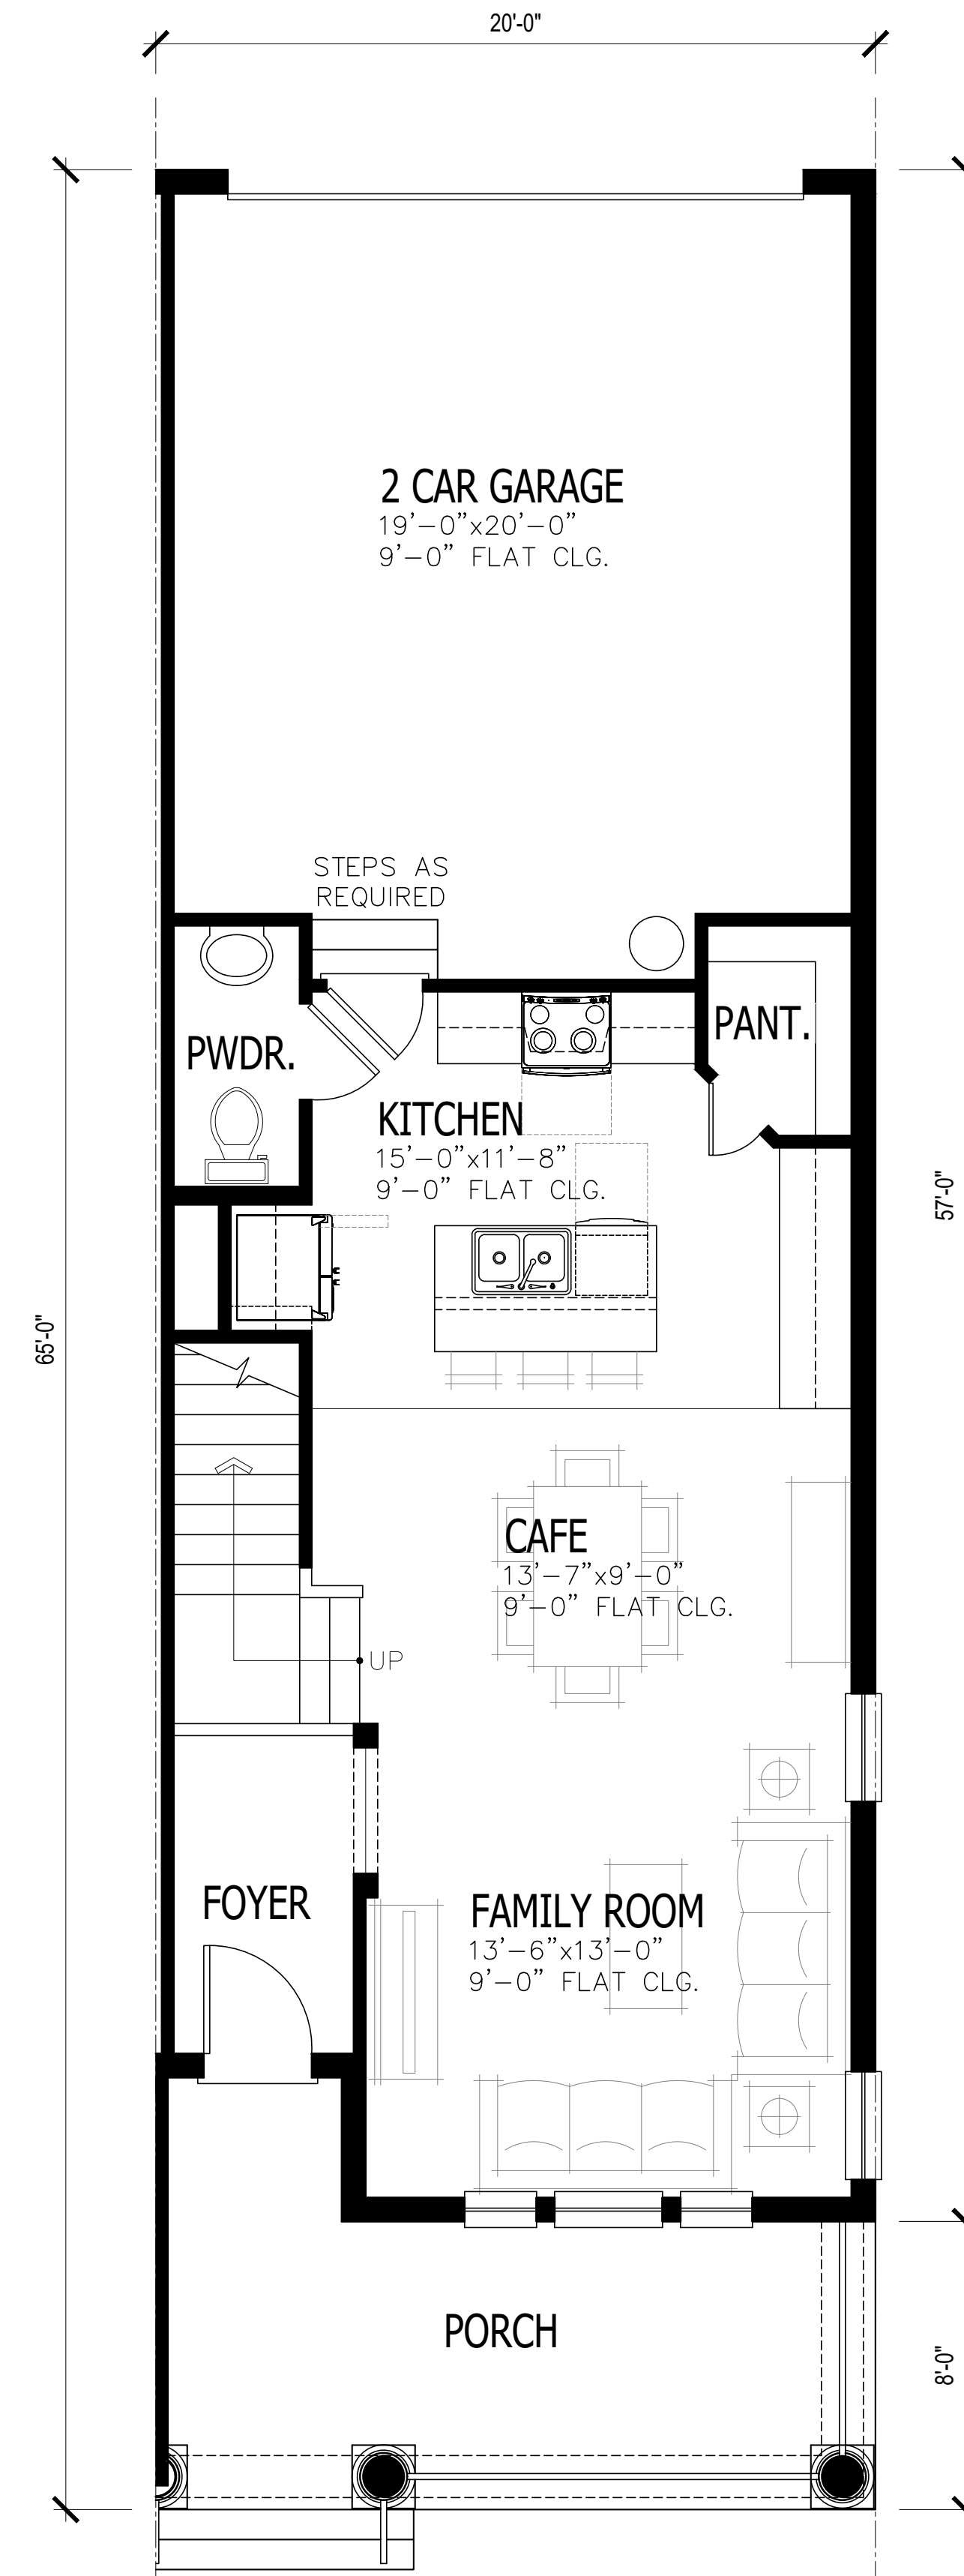 20'-0"
2 CAR GARAGE
19'-0"x20'-0"
9'-0" FLAT CLG.
STEPS AS
REQUIRED
PWDR.
PANT.
KITCHEN
15'-0"x11'-8"
9'-0" FLAT CLG.
57'-0"
65'-0"
CAFE
13'-7"x9'-0"
9'-0" FLAT CLG.
UP
FOYER
FAMILY ROOM
13'-6"x13'-0"
9'-0" FLAT CLG.
PORCH
8'-0"